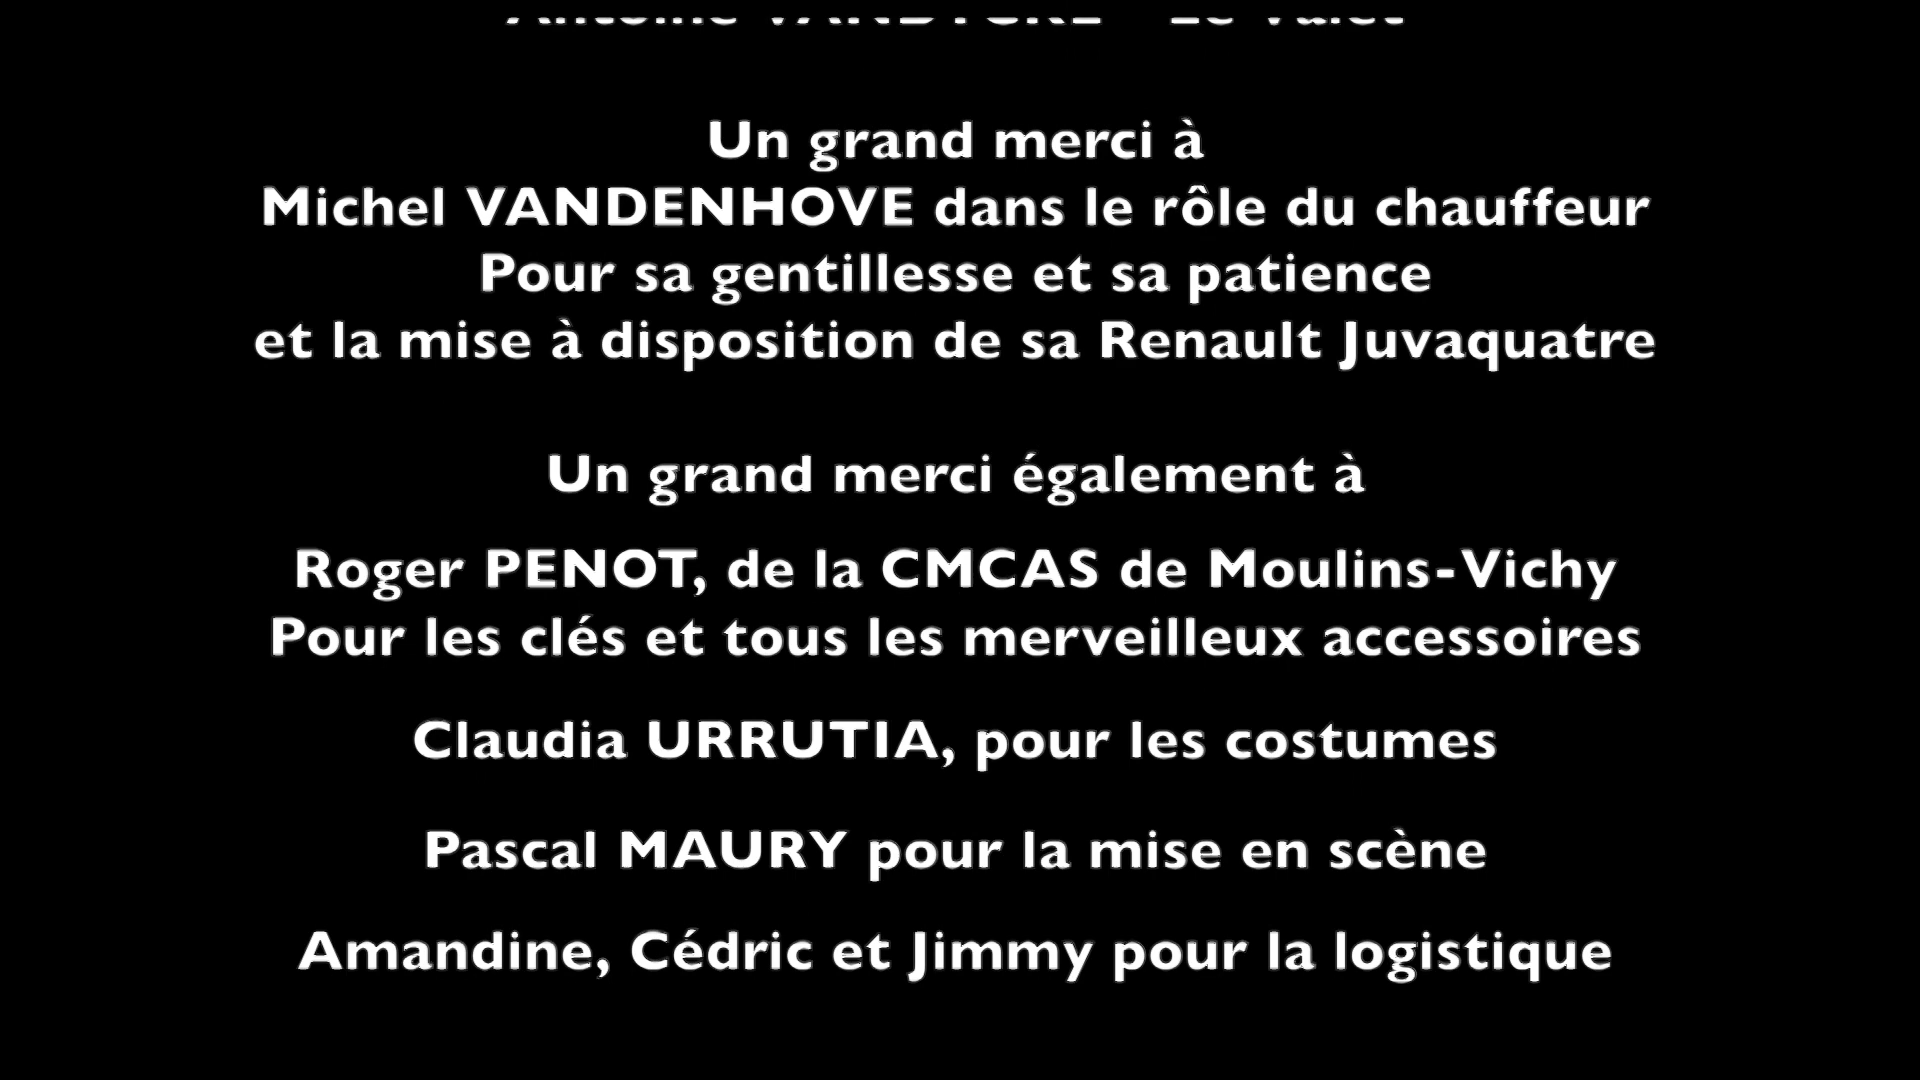 Un grand merci à
Michel VANDENHOVE dans le rôle du chauffeur
Pour sa gentillesse et sa patience
et la mise à disposition de sa Renault Juvaquatre
Un grand merci également à
Roger PENOT, de la CMCAS de Moulins-Vichy
Pour les clés et tous les merveilleux accessoires
Claudia URRUTIA, pour les costumes
Pascal MAURY pour la mise en scène
Amandine, Cédric et Jimmy pour la logistique